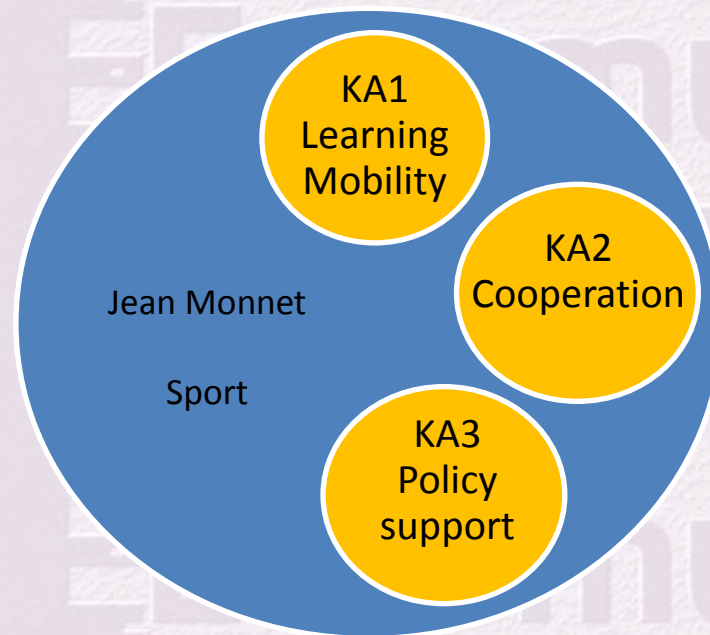 KA1
Learning
Mobility
KA2
Cooperation
Jean Monnet
Sport
KA3
Policy
support